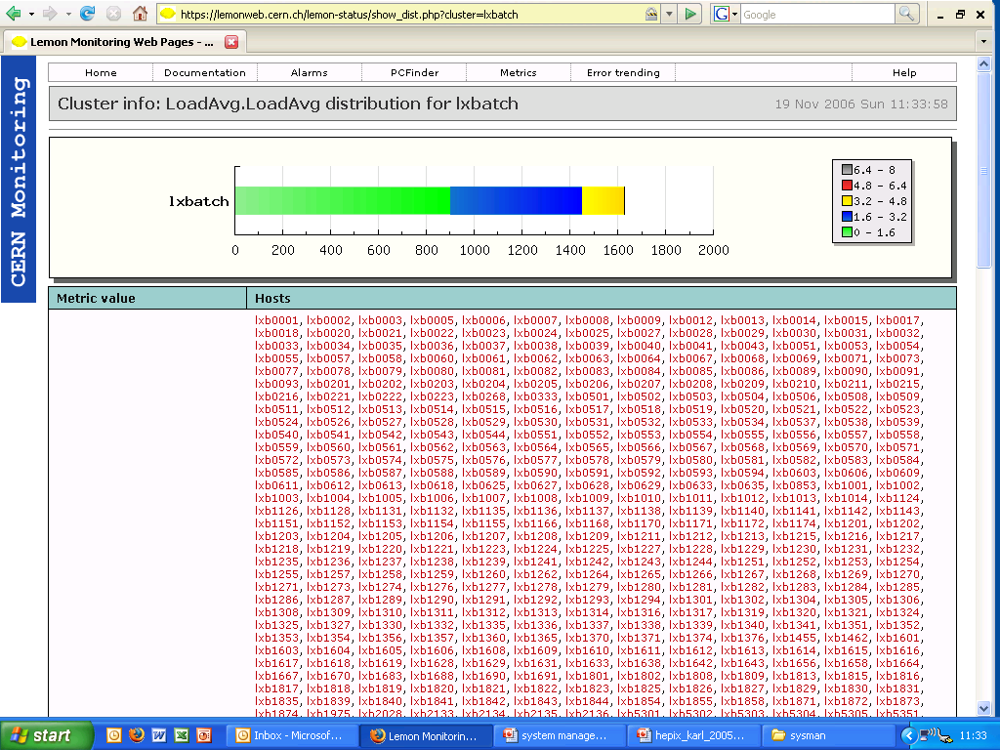 https://lemonweb.cern.ch/lemon-status/show_dist.php?cluster=lxbatch
Google
Lemon Monitoring Web Pages - ...
CERN Monitoring
Home Documentation Alarms PCFinder Metrics Error trending Help
Cluster info: LoadAvg.LoadAvg distribution for lxbatch 19 Nov 2006 Sun 11:33:58
lxbatch
0 200 400 600 800 1000 1200 1400 1600 1800 2000
6.4 - 8
4.8 - 6.4
3.2 - 4.8
1.6 - 3.2
0 - 1.6
Metric value Hosts
lxb0001, lxb0002, lxb0003, lxb0005, lxb0006, lxb0007, lxb0008, lxb0009, lxb0012, lxb0013, lxb0014, lxb0015, lxb0017,
lxb0018, lxb0020, lxb0021, lxb0022, lxb0023, lxb0024, lxb0025, lxb0027, lxb0028, lxb0029, lxb0030, lxb0031, lxb0032,
lxb0033, lxb0034, lxb0035, lxb0036, lxb0037, lxb0038, lxb0039, lxb0040, lxb0041, lxb0043, lxb0051, lxb0053, lxb0054,
lxb0055, lxb0057, lxb0058, lxb0060, lxb0061, lxb0062, lxb0063, lxb0064, lxb0067, lxb0068, lxb0069, lxb0071, lxb0073,
lxb0077, lxb0078, lxb0079, lxb0080, lxb0081, lxb0082, lxb0083, lxb0084, lxb0085, lxb0086, lxb0089, lxb0090, lxb0091,
lxb0093, lxb0201, lxb0202, lxb0203, lxb0204, lxb0205, lxb0206, lxb0207, lxb0208, lxb0209, lxb0210, lxb0211, lxb0215,
lxb0216, lxb0221, lxb0222, lxb0223, lxb0268, lxb0333, lxb0501, lxb0502, lxb0503, lxb0504, lxb0506, lxb0508, lxb0509,
lxb0511, lxb0512, lxb0513, lxb0514, lxb0515, lxb0516, lxb0517, lxb0518, lxb0519, lxb0520, lxb0521, lxb0522, lxb0523,
lxb0524, lxb0526, lxb0527, lxb0528, lxb0529, lxb0530, lxb0531, lxb0532, lxb0533, lxb0534, lxb0537, lxb0538, lxb0539,
lxb0540, lxb0541, lxb0542, lxb0543, lxb0544, lxb0551, lxb0552, lxb0553, lxb0554, lxb0555, lxb0556, lxb0557, lxb0558,
lxb0559, lxb0560, lxb0561, lxb0562, lxb0563, lxb0564, lxb0565, lxb0566, lxb0567, lxb0568, lxb0569, lxb0570, lxb0571,
lxb0572, lxb0573, lxb0574, lxb0575, lxb0576, lxb0577, lxb0578, lxb0579, lxb0580, lxb0581, lxb0582, lxb0583, lxb0584,
lxb0585, lxb0586, lxb0587, lxb0588, lxb0589, lxb0590, lxb0591, lxb0592, lxb0593, lxb0594, lxb0603, lxb0606, lxb0609,
lxb0611, lxb0612, lxb0613, lxb0618, lxb0625, lxb0627, lxb0628, lxb0629, lxb0633, lxb0635, lxb0853, lxb1001, lxb1002,
lxb1003, lxb1004, lxb1005, lxb1006, lxb1007, lxb1008, lxb1009, lxb1010, lxb1011, lxb1012, lxb1013, lxb1014, lxb1124,
lxb1126, lxb1128, lxb1131, lxb1132, lxb1135, lxb1136, lxb1137, lxb1138, lxb1139, lxb1140, lxb1141, lxb1142, lxb1143,
lxb1151, lxb1152, lxb1153, lxb1154, lxb1155, lxb1166, lxb1168, lxb1170, lxb1171, lxb1172, lxb1174, lxb1201, lxb1202,
lxb1203, lxb1204, lxb1205, lxb1206, lxb1207, lxb1208, lxb1209, lxb1211, lxb1212, lxb1213, lxb1215, lxb1216, lxb1217,
lxb1218, lxb1219, lxb1220, lxb1221, lxb1223, lxb1224, lxb1225, lxb1227, lxb1228, lxb1229, lxb1230, lxb1231, lxb1232,
lxb1235, lxb1236, lxb1237, lxb1238, lxb1239, lxb1241, lxb1242, lxb1243, lxb1244, lxb1251, lxb1252, lxb1253, lxb1254,
lxb1255, lxb1257, lxb1258, lxb1259, lxb1260, lxb1262, lxb1264, lxb1265, lxb1266, lxb1267, lxb1268, lxb1269, lxb1270,
lxb1271, lxb1273, lxb1274, lxb1276, lxb1277, lxb1278, lxb1279, lxb1280, lxb1281, lxb1282, lxb1283, lxb1284, lxb1285,
lxb1286, lxb1287, lxb1289, lxb1290, lxb1291, lxb1292, lxb1293, lxb1294, lxb1301, lxb1302, lxb1304, lxb1305, lxb1306,
lxb1308, lxb1309, lxb1310, lxb1311, lxb1312, lxb1313, lxb1314, lxb1316, lxb1317, lxb1319, lxb1320, lxb1321, lxb1324,
lxb1325, lxb1327, lxb1330, lxb1332, lxb1335, lxb1336, lxb1337, lxb1338, lxb1339, lxb1340, lxb1341, lxb1351, lxb1352,
lxb1353, lxb1354, lxb1356, lxb1357, lxb1360, lxb1365, lxb1370, lxb1371, lxb1374, lxb1376, lxb1455, lxb1462, lxb1601,
lxb1603, lxb1604, lxb1605, lxb1606, lxb1608, lxb1609, lxb1610, lxb1611, lxb1612, lxb1613, lxb1614, lxb1615, lxb1616,
lxb1617, lxb1618, lxb1619, lxb1628, lxb1629, lxb1631, lxb1633, lxb1638, lxb1642, lxb1643, lxb1656, lxb1658, lxb1664,
lxb1667, lxb1670, lxb1683, lxb1688, lxb1690, lxb1691, lxb1801, lxb1802, lxb1808, lxb1809, lxb1813, lxb1815, lxb1816,
lxb1817, lxb1818, lxb1819, lxb1820, lxb1821, lxb1822, lxb1823, lxb1825, lxb1826, lxb1827, lxb1829, lxb1830, lxb1831,
lxb1835, lxb1839, lxb1840, lxb1841, lxb1842, lxb1843, lxb1844, lxb1854, lxb1855, lxb1858, lxb1871, lxb1872, lxb1873,
lxb1874, lxb1975, lxb2028, lxb2133, lxb2134, lxb2135, lxb2136, lxb5301, lxb5302, lxb5303, lxb5304, lxb5305, lxb5351,
start Inbox - Microsof... Lemon Monitorin... system manage... hepix_karl_2005... sysman 11:33